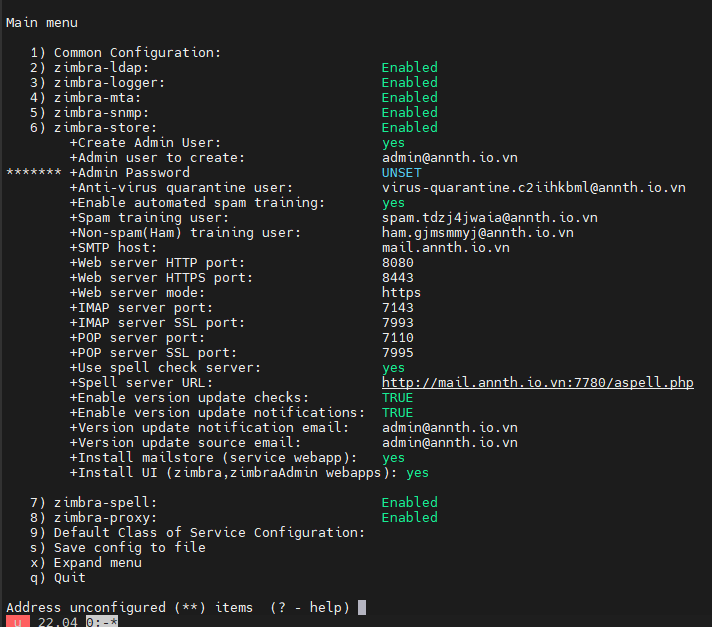 Main menu
1) Common Configuration:
2) zimbra-ldap: Enabled
3) zimbra-logger: Enabled
4) zimbra-mta: Enabled
5) zimbra-snmp: Enabled
6) zimbra-store: Enabled
+Create Admin User: yes
+Admin user to create: admin@annth.io.vn
******* +Admin Password UNSET
+Anti-virus quarantine user: virus-quarantine.c2iihkbml@annth.io.vn
+Enable automated spam training: yes
+Spam training user: spam.tdzj4jwaia@annth.io.vn
+Non-spam(Ham) training user: ham.gjmsmmyj@annth.io.vn
+SMTP host: mail.annth.io.vn
+Web server HTTP port: 8080
+Web server HTTPS port: 8443
+Web server mode: https
+IMAP server port: 7143
+IMAP server SSL port: 7993
+POP server port: 7110
+POP server SSL port: 7995
+Use spell check server: yes
+Spell server URL: http://mail.annth.io.vn:7780/aspell.php
+Enable version update checks: TRUE
+Enable version update notifications: TRUE
+Version update notification email: admin@annth.io.vn
+Version update source email: admin@annth.io.vn
+Install mailstore (service webapp): yes
+Install UI (zimbra,zimbraAdmin webapps): yes
7) zimbra-spell: Enabled
8) zimbra-proxy: Enabled
9) Default Class of Service Configuration:
s) Save config to file
x) Expand menu
q) Quit
Address unconfigured (**) items (? - help)
u 22.04 0:-*